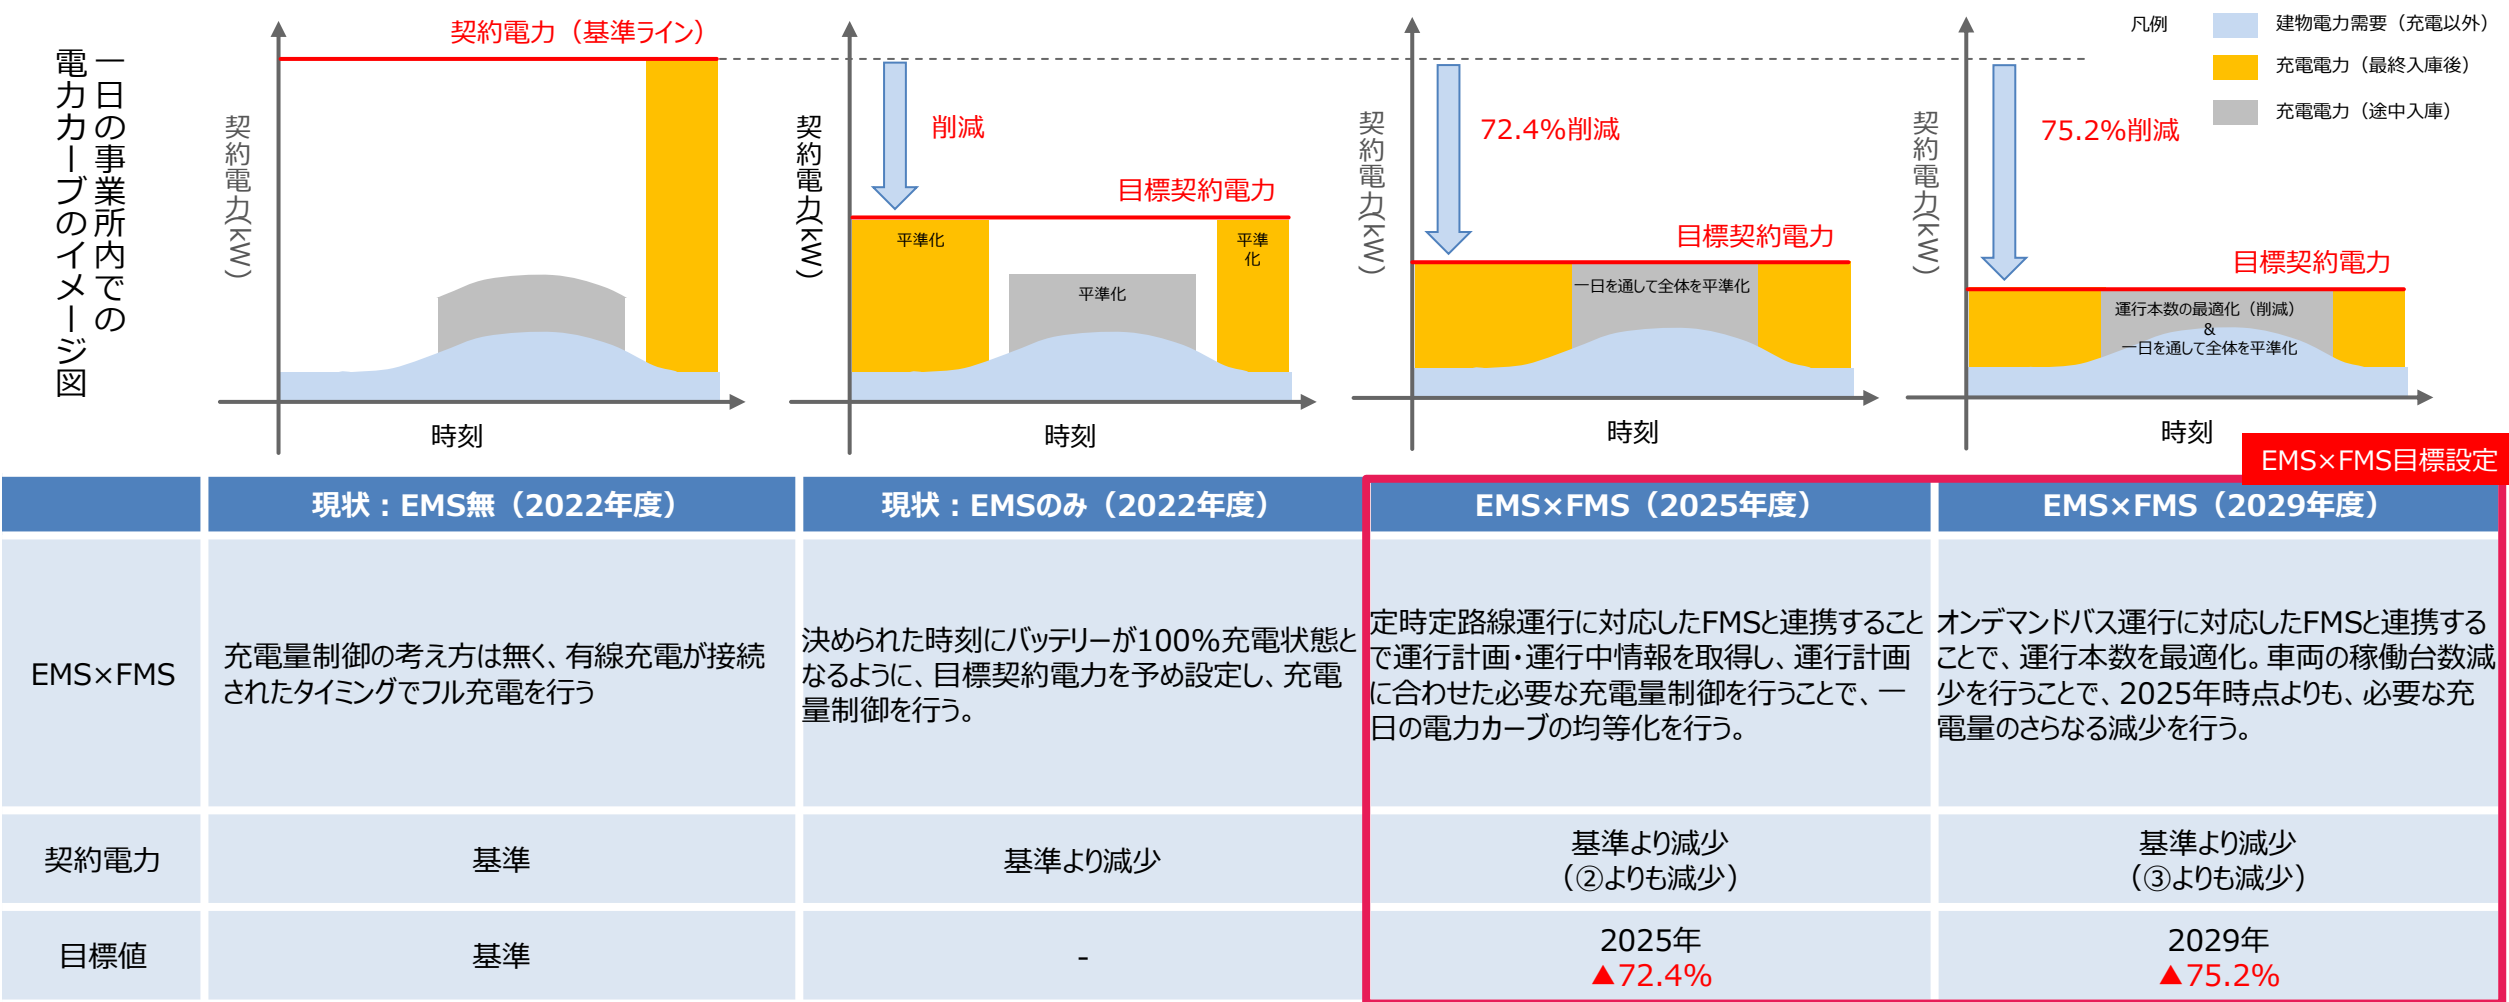 一日の事業所内での
電力カーブのイメージ図
契約電力（基準ライン）
契約電力(kW)
時刻
削減
目標契約電力
契約電力(kW)
平準化
平準化
平準
化
時刻
72.4%削減
目標契約電力
契約電力(kW)
一日を通して全体を平準化
時刻
凡例
建物電力需要（充電以外）
充電電力（最終入庫後）
充電電力（途中入庫）
75.2%削減
目標契約電力
契約電力(kW)
運行本数の最適化（削減）
&
一日を通して全体を平準化
時刻
EMS×FMS目標設定
現状：EMS無（2022年度）
現状：EMSのみ（2022年度）
EMS×FMS（2025年度）
EMS×FMS（2029年度）
EMS×FMS
充電量制御の考え方は無く、有線充電が接続
されたタイミングでフル充電を行う
決められた時刻にバッテリーが100%充電状態と
なるように、目標契約電力を予め設定し、充電
量制御を行う。
定時定路線運行に対応したFMSと連携すること
で運行計画・運行中情報を取得し、運行計画
に合わせた必要な充電量制御を行うことで、一
日の電力カーブの均等化を行う。
オンデマンドバス運行に対応したFMSと連携する
ことで、運行本数を最適化。車両の稼働台数減
少を行うことで、2025年時点よりも、必要な充
電量のさらなる減少を行う。
契約電力
基準
基準より減少
基準より減少
（②よりも減少）
基準より減少
（③よりも減少）
目標値
基準
-
2025年
▲72.4%
2029年
▲75.2%